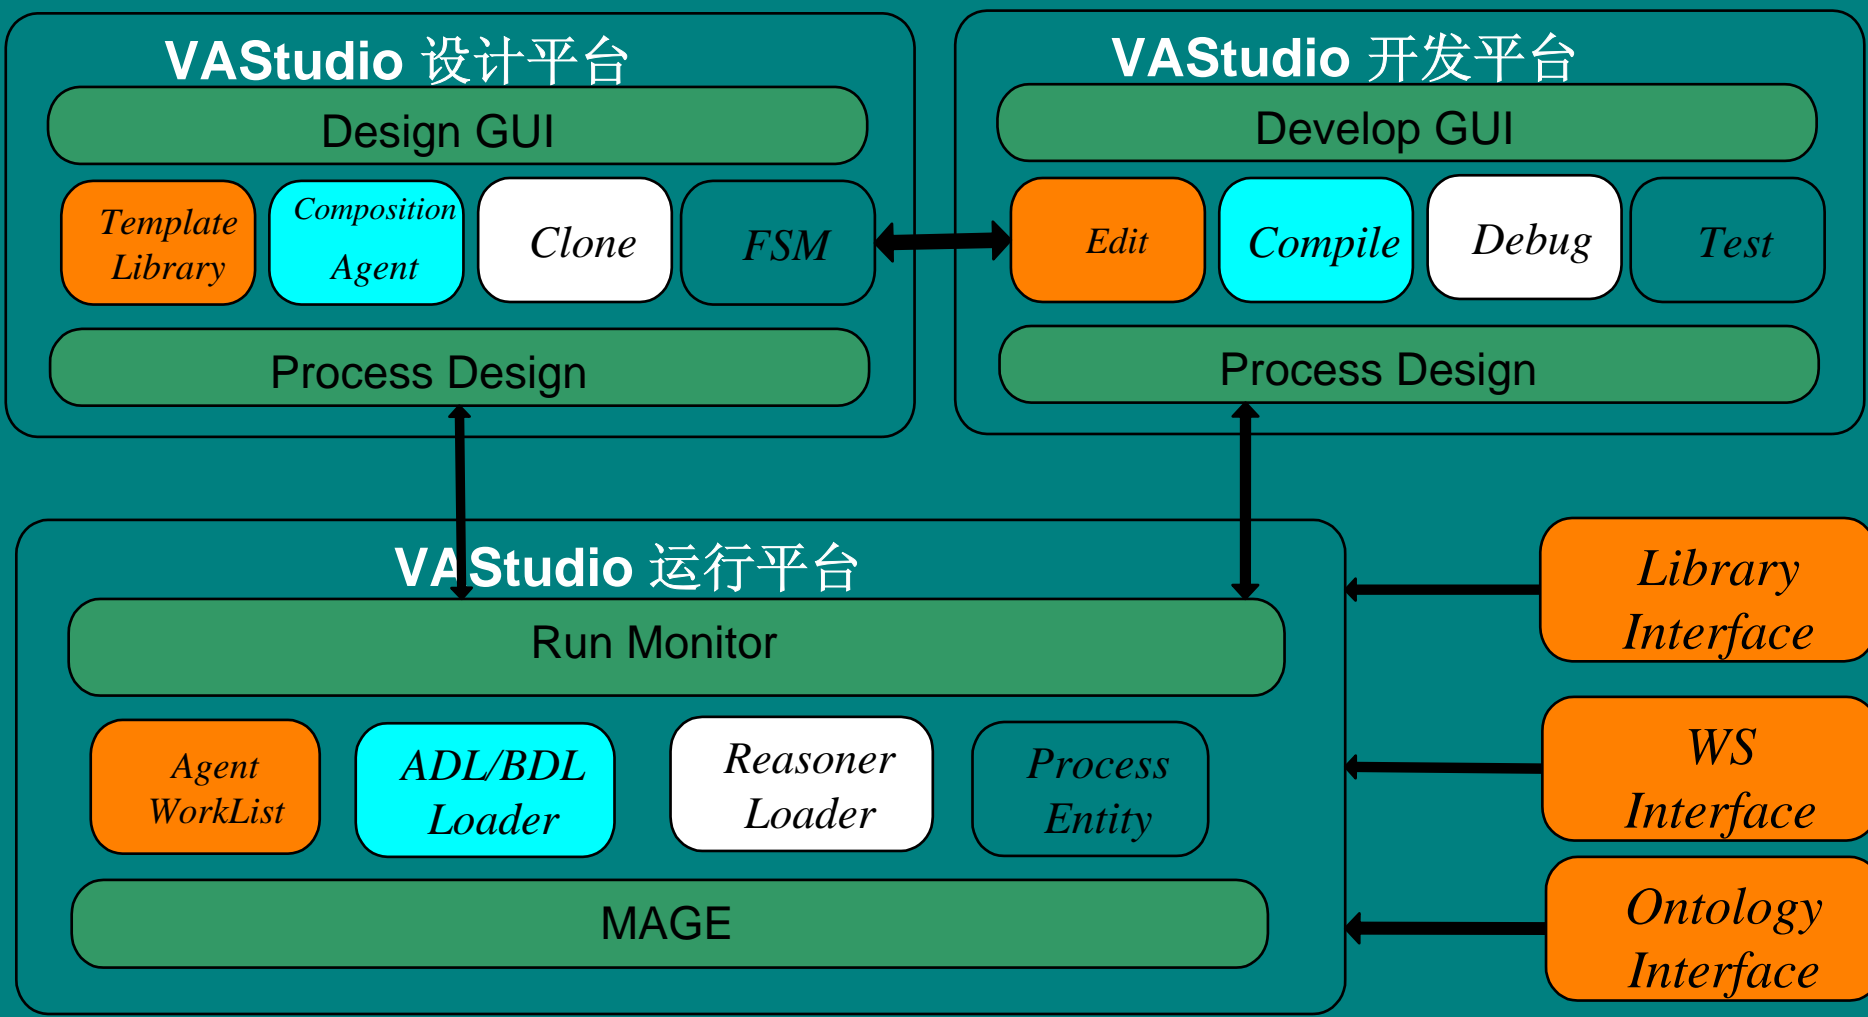 VAStudio 设计平台
Design GUI
Template
Library
Composition
Agent
Clone
FSM
Process Design
VAStudio 开发平台
Develop GUI
Edit
Compile
Debug
Test
Process Design
VAStudio 运行平台
Run Monitor
Agent
WorkList
ADL/BDL
Loader
Reasoner
Loader
Process
Entity
MAGE
Library
Interface
WS
Interface
Ontology
Interface